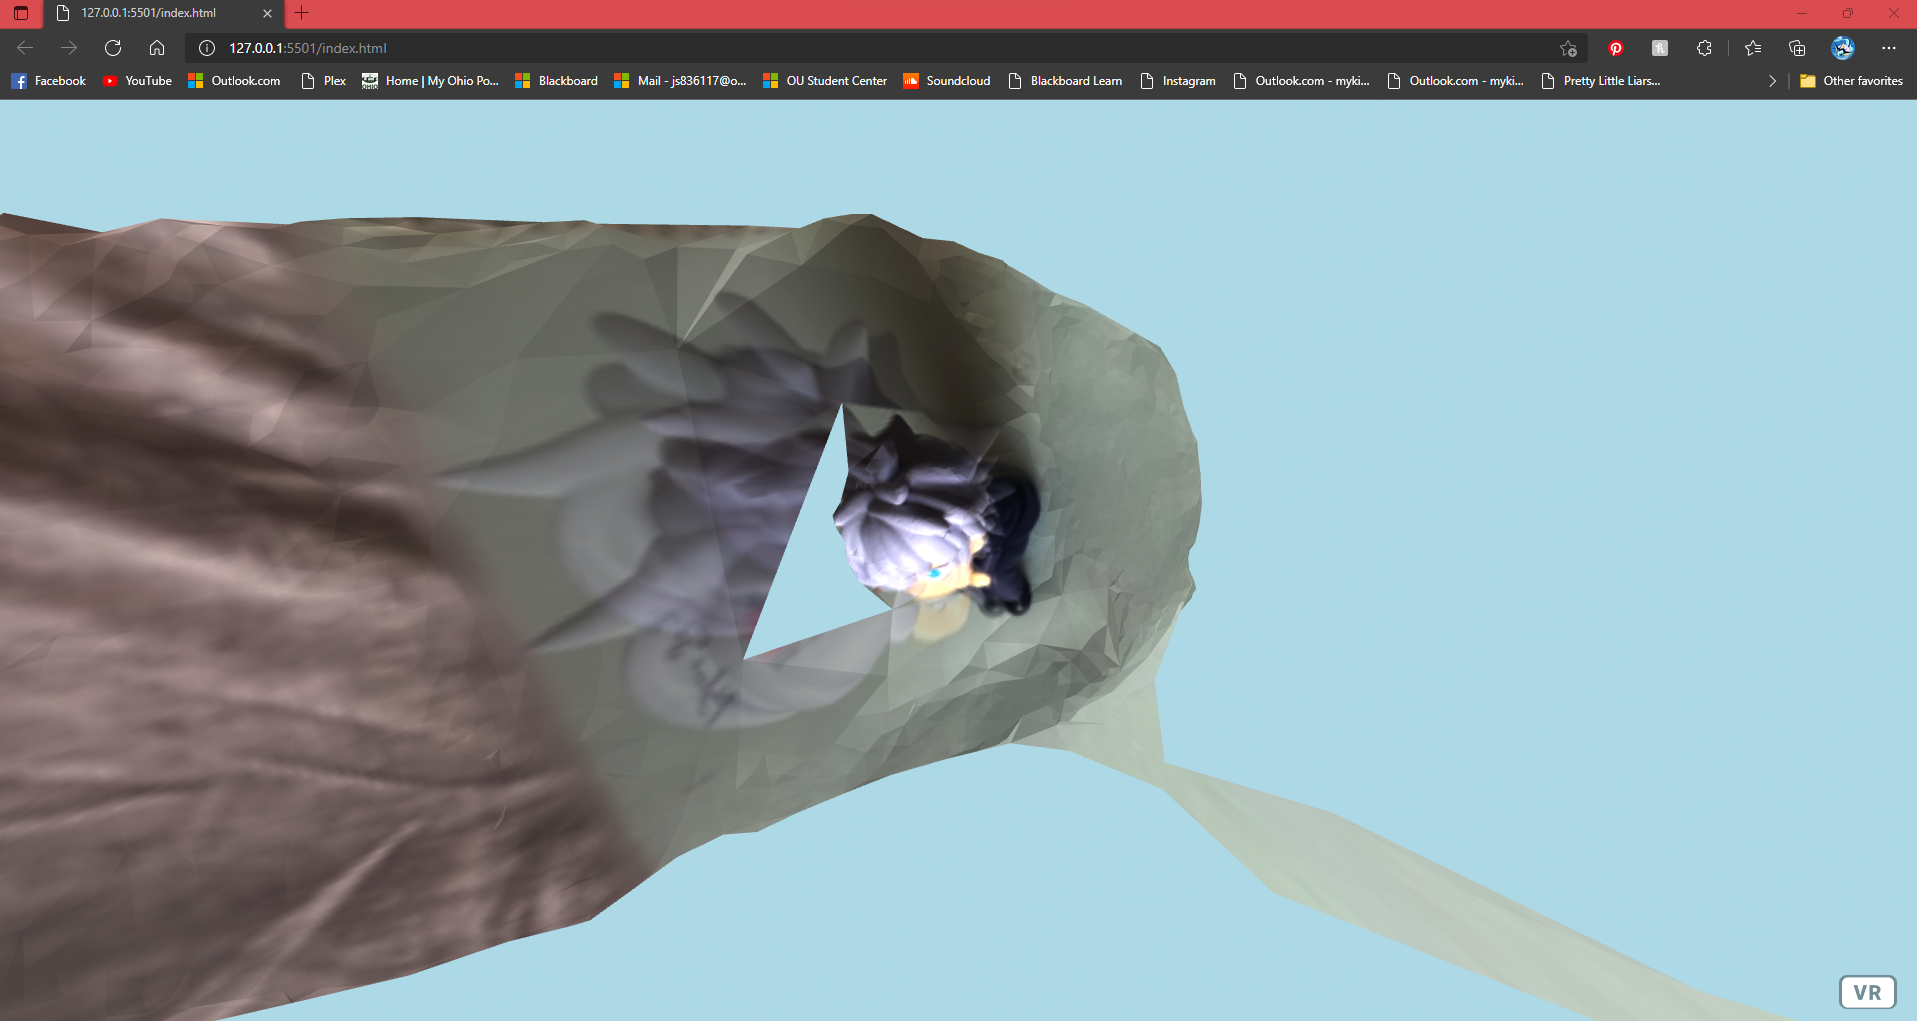 127.0.0.1:5501/index.html
127.0.0.1:5501/index.html
Facebook YouTube Outlook.com Plex Home | My Ohio Po... Blackboard Mail - js836117@o... OU Student Center Soundcloud Blackboard Learn Instagram Outlook.com - myki... Outlook.com - myki... Pretty Little Liars... Other favorites
VR